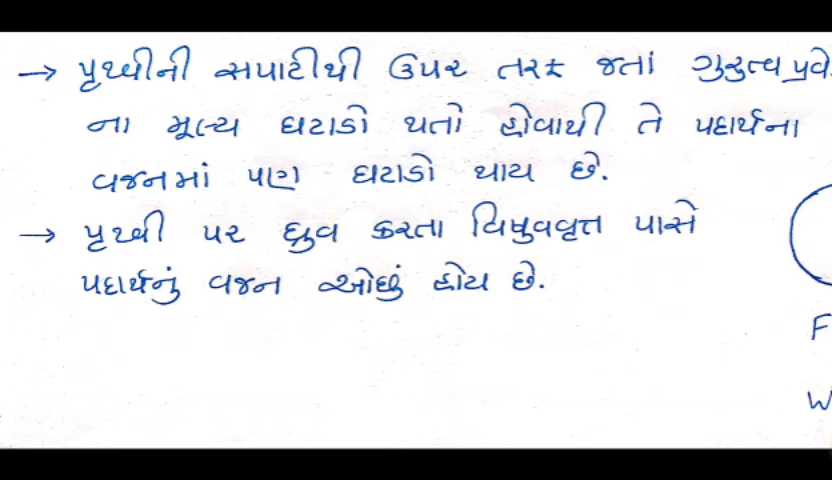 → પૃથ્વીની સપાટીથી ઉપર તરફ જતાં ગુરુત્વ પ્રવે
ના મૂલ્ય ઘટાડો થતો હોવાથી તે પદાર્થના
વજનમાં પણ ઘટાડો થાય છે.
→ પૃથ્વી પર ધ્રુવ કરતા વિષુવવૃત્ત પાસે
પદાર્થનું વજન ઓછું હોય છે.
F
W